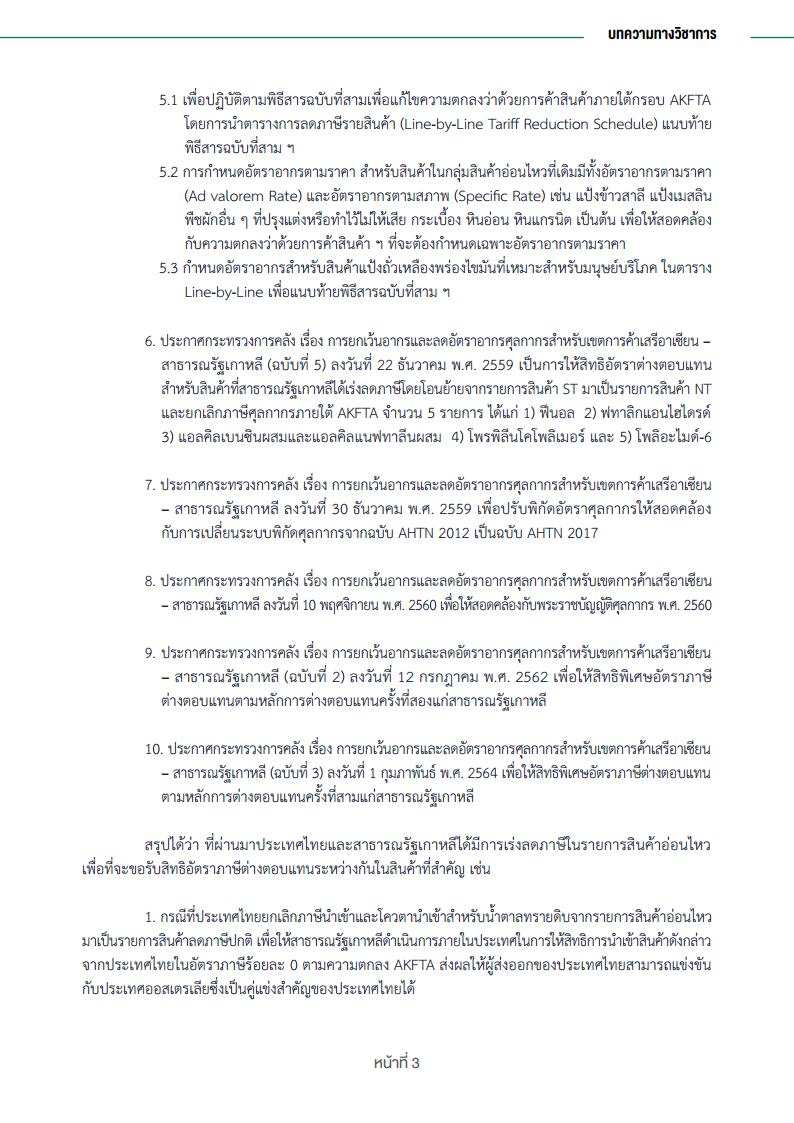 บทความทางวิชาการ
5.1 เพื่อปฏิบัติตามพิธีสารฉบับที่สามเพื่อแก้ไขความตกลงว่าด้วยการค้าสินค้าภายใต้กรอบ AKFTA
โดยการนำตารางการลดภาษีรายสินค้า (Line-by-Line Tariff Reduction Schedule) แนบท้าย
พิธีสารฉบับที่สาม ฯ
5.2 การกำหนดอัตราอากรตามราคา สำหรับสินค้าในกลุ่มสินค้าอ่อนไหวที่เดิมมีทั้งอัตราอากรตามราคา
(Ad valorem Rate) และอัตราอากรตามสภาพ (Specific Rate) เช่น แป้งข้าวสาลี แป้งเมสลิน
พืชผักอื่น ๆ ที่ปรุงแต่งหรือทำไว้ไม่ให้เสีย กระเบื้อง หินอ่อน หินแกรนิต เป็นต้น เพื่อให้สอดคล้อง
กับความตกลงว่าด้วยการค้าสินค้า ฯ ที่จะต้องกำหนดเฉพาะอัตราอากรตามราคา
5.3 กำหนดอัตราอากรสำหรับสินค้าแป้งถั่วเหลืองพร่องไขมันที่เหมาะสำหรับมนุษย์บริโภค ในตาราง
Line-by-Line เพื่อแนบท้ายพิธีสารฉบับที่สาม ฯ
6. ประกาศกระทรวงการคลัง เรื่อง การยกเว้นอากรและลดอัตราอากรศุลกากรสำหรับเขตการค้าเสรีอาเซียน –
สาธารณรัฐเกาหลี (ฉบับที่ 5) ลงวันที่ 22 ธันวาคม พ.ศ. 2559 เป็นการให้สิทธิอัตราต่างตอบแทน
สำหรับสินค้าที่สาธารณรัฐเกาหลีได้เร่งลดภาษีโดยโอนย้ายจากรายการสินค้า ST มาเป็นรายการสินค้า NT
และยกเลิกภาษีศุลกากรภายใต้ AKFTA จำนวน 5 รายการ ได้แก่ 1) ฟีนอล 2) ฟทาลิกแอนไฮไดรด์
3) แอลคิลเบนซีนผสมและแอลคิลแนฟทาลีนผสม 4) โพรพิลีนโคโพลิเมอร์ และ 5) โพลิอะไมด์-6
7. ประกาศกระทรวงการคลัง เรื่อง การยกเว้นอากรและลดอัตราอากรศุลกากรสำหรับเขตการค้าเสรีอาเซียน
– สาธารณรัฐเกาหลี ลงวันที่ 30 ธันวาคม พ.ศ. 2559 เพื่อปรับพิกัดอัตราศุลกากรให้สอดคล้อง
กับการเปลี่ยนระบบพิกัดศุลกากรจากฉบับ AHTN 2012 เป็นฉบับ AHTN 2017
8. ประกาศกระทรวงการคลัง เรื่อง การยกเว้นอากรและลดอัตราอากรศุลกากรสำหรับเขตการค้าเสรีอาเซียน
– สาธารณรัฐเกาหลี ลงวันที่ 10 พฤศจิกายน พ.ศ. 2560 เพื่อให้สอดคล้องกับพระราชบัญญัติศุลกากร พ.ศ. 2560
9. ประกาศกระทรวงการคลัง เรื่อง การยกเว้นอากรและลดอัตราอากรศุลกากรสำหรับเขตการค้าเสรีอาเซียน
– สาธารณรัฐเกาหลี (ฉบับที่ 2) ลงวันที่ 12 กรกฎาคม พ.ศ. 2562 เพื่อให้สิทธิพิเศษอัตราภาษี
ต่างตอบแทนตามหลักการต่างตอบแทนครั้งที่สองแก่สาธารณรัฐเกาหลี
10. ประกาศกระทรวงการคลัง เรื่อง การยกเว้นอากรและลดอัตราอากรศุลกากรสำหรับเขตการค้าเสรีอาเซียน
– สาธารณรัฐเกาหลี (ฉบับที่ 3) ลงวันที่ 1 กุมภาพันธ์ พ.ศ. 2564 เพื่อให้สิทธิพิเศษอัตราภาษีต่างตอบแทน
ตามหลักการต่างตอบแทนครั้งที่สามแก่สาธารณรัฐเกาหลี
สรุปได้ว่า ที่ผ่านมาประเทศไทยและสาธารณรัฐเกาหลีได้มีการเร่งลดภาษีในรายการสินค้าอ่อนไหว
เพื่อที่จะขอรับสิทธิอัตราภาษีต่างตอบแทนระหว่างกันในสินค้าที่สำคัญ เช่น
1. กรณีที่ประเทศไทยยกเลิกภาษีนำเข้าและโควตานำเข้าสำหรับน้ำตาลทรายดิบจากรายการสินค้าอ่อนไหว
มาเป็นรายการสินค้าลดภาษีปกติ เพื่อให้สาธารณรัฐเกาหลีดำเนินการภายในประเทศในการให้สิทธิการนำเข้าสินค้าดังกล่าว
จากประเทศไทยในอัตราภาษีร้อยละ 0 ตามความตกลง AKFTA ส่งผลให้ผู้ส่งออกของประเทศไทยสามารถแข่งขัน
กับประเทศออสเตรเลียซึ่งเป็นคู่แข่งสำคัญของประเทศไทยได้
หน้าที่ 3